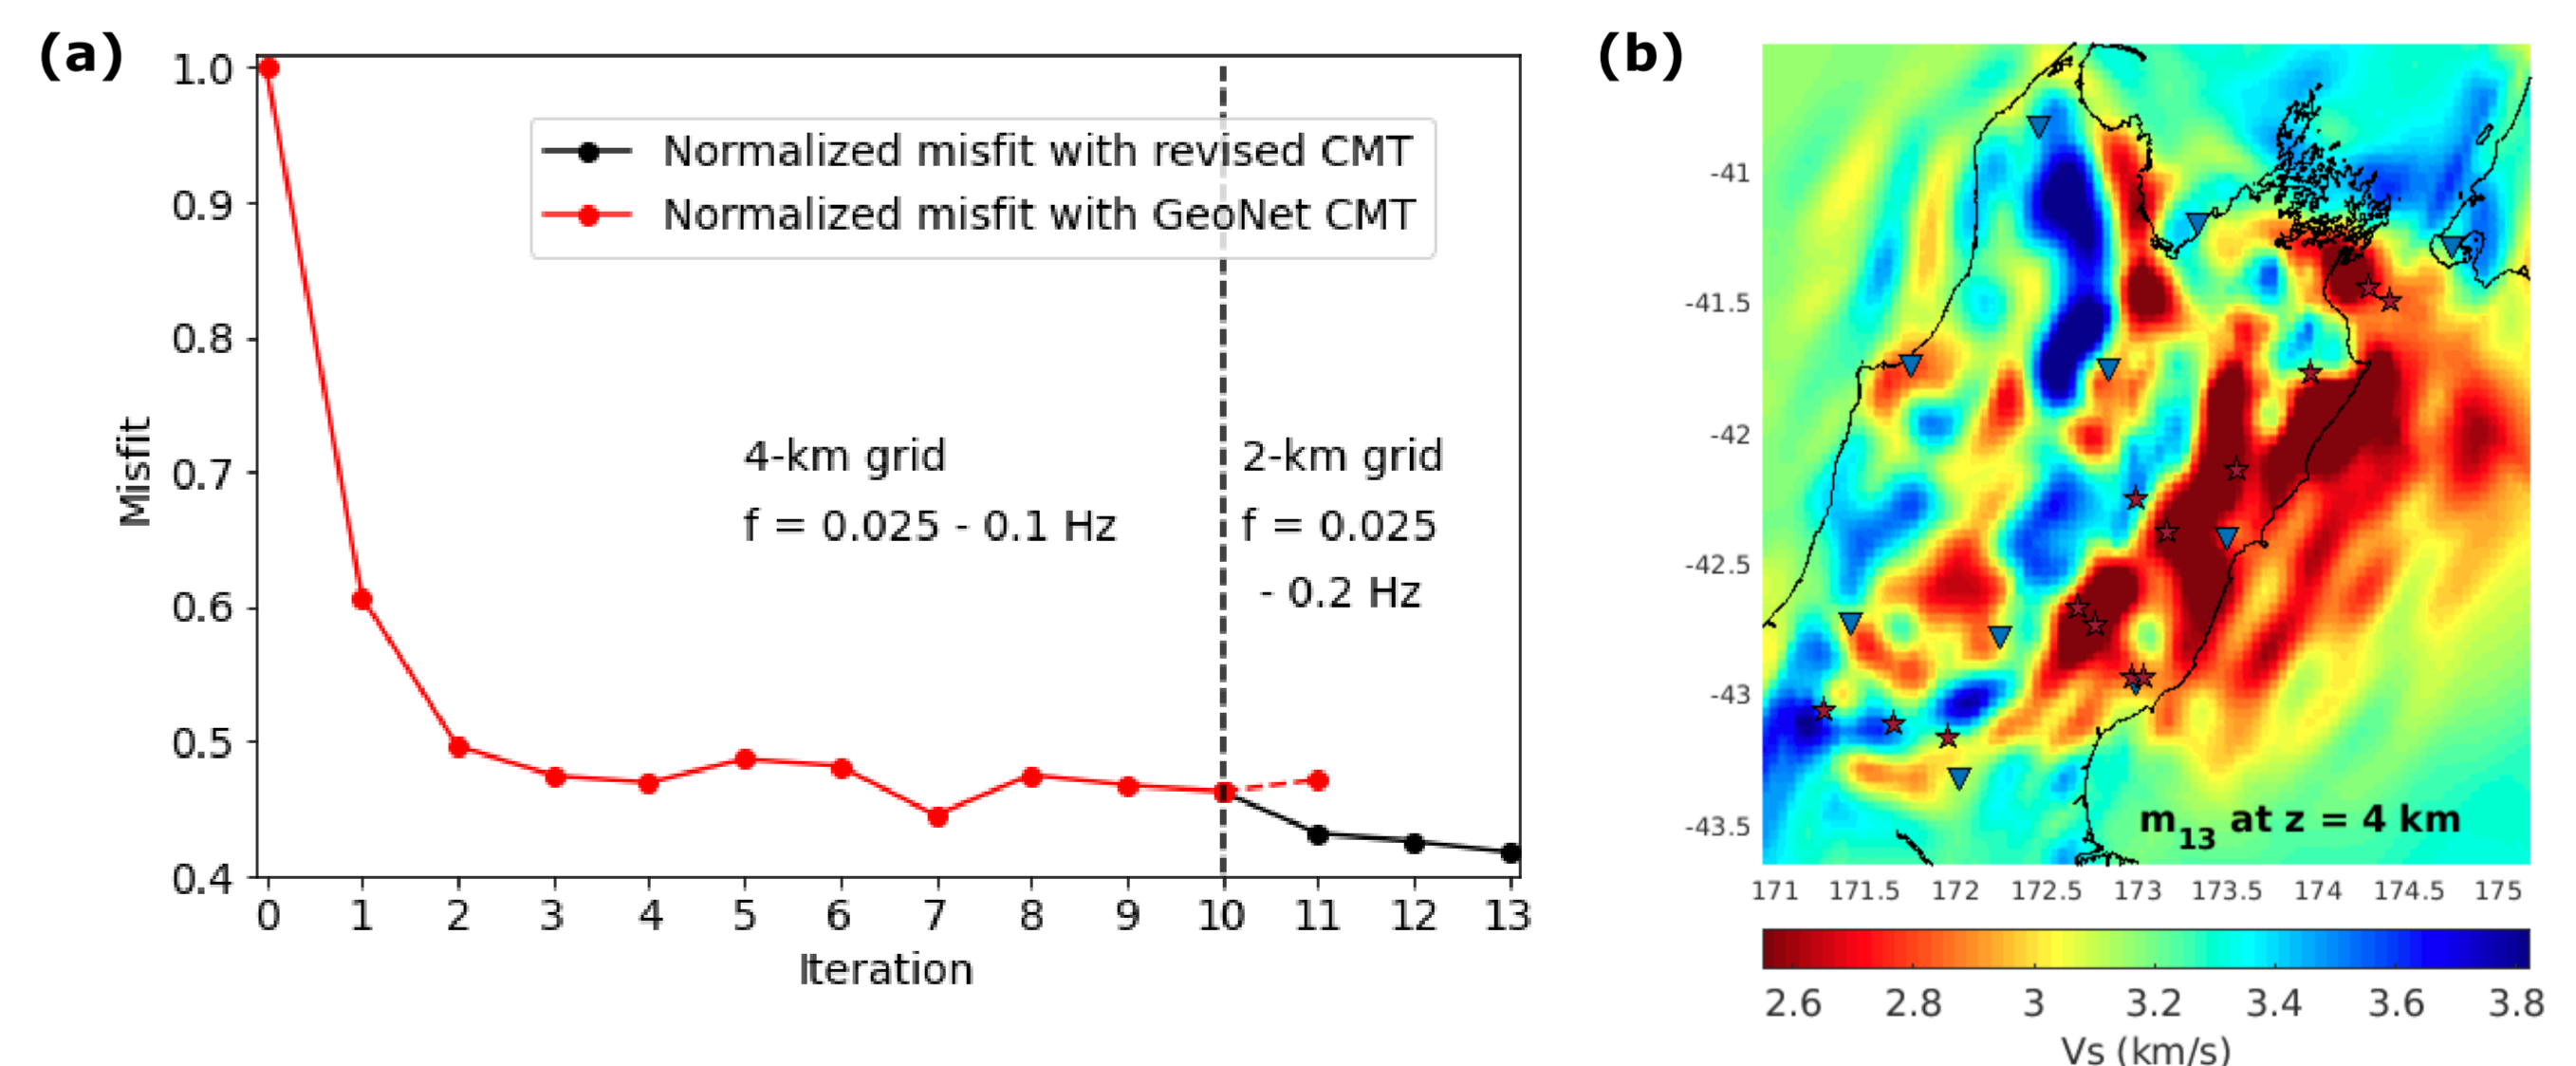 (a)
1.0
0.9
0.8
0.7
0.6
0.5
0.4
Misfit
Normalized misfit with revised CMT
Normalized misfit with GeoNet CMT
4-km grid
f = 0.025 - 0.1 Hz
2-km grid
f = 0.025
- 0.2 Hz
0 1 2 3 4 5 6 7 8 9 10 11 12 13
Iteration
(b)
-41
-41.5
-42
-42.5
-43
-43.5
m13 at z = 4 km
171 171.5 172 172.5 173 173.5 174 174.5 175
2.6 2.8 3 3.2 3.4 3.6 3.8
Vs (km/s)